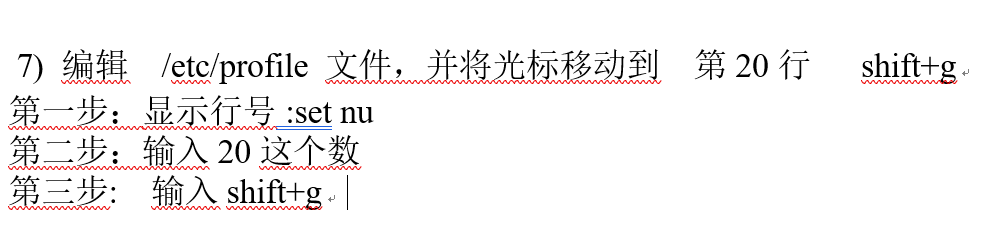 7) 编辑 /etc/profile 文件，并将光标移动到 第 20 行 shift+g
第一步：显示行号 :set nu
第二步：输入 20 这个数
第三步: 输入 shift+g